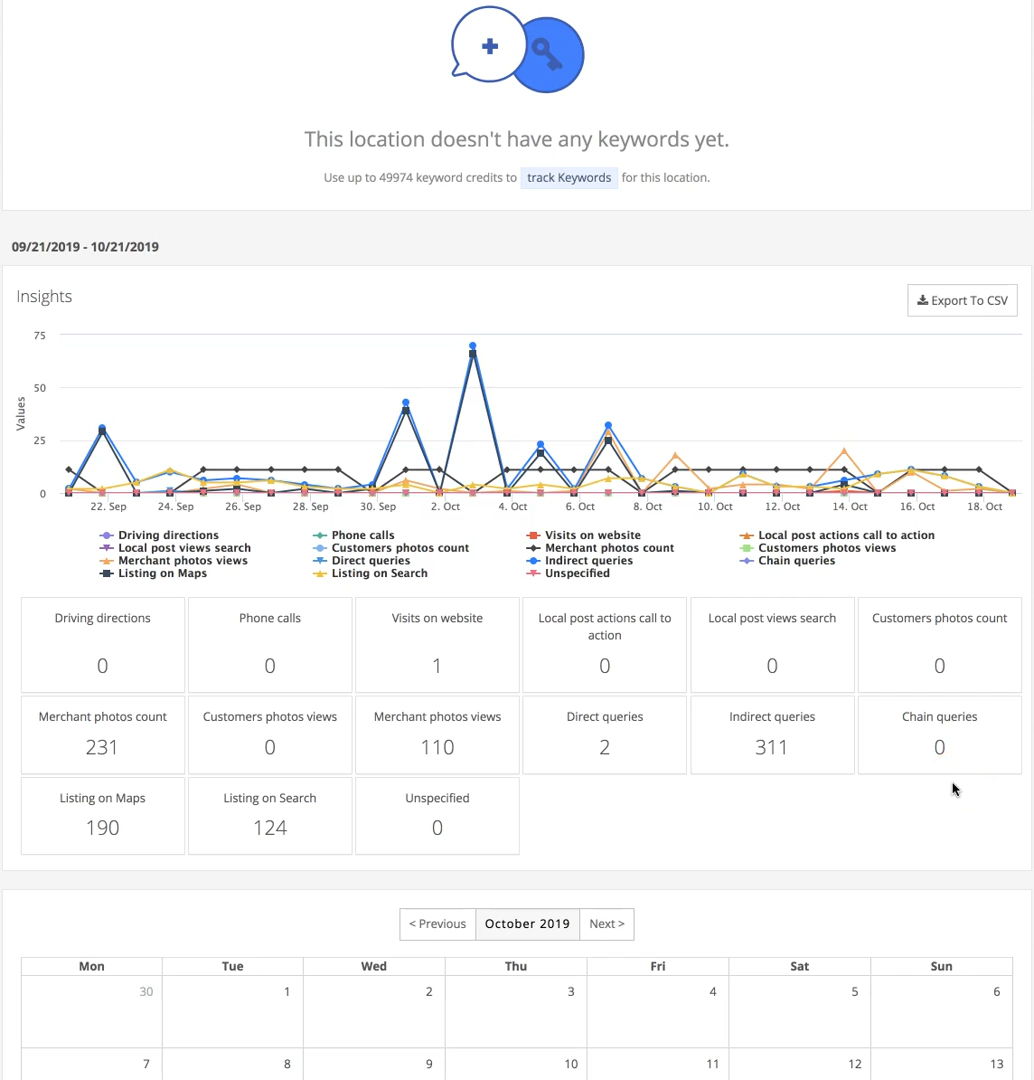 This location doesn't have any keywords yet.
Use up to 49974 keyword credits to track Keywords for this location.
09/21/2019 - 10/21/2019
Insights
Export To CSV
75
50
25
0
Values
22. Sep 24. Sep 26. Sep 28. Sep 30. Sep 2. Oct 4. Oct 6. Oct 8. Oct 10. Oct 12. Oct 14. Oct 16. Oct 18. Oct
Driving directions Phone calls Visits on website Local post actions call to action
Local post views search Customers photos count Merchant photos count Customers photos views
Merchant photos views Direct queries Indirect queries Chain queries
Listing on Maps Listing on Search Unspecified
Driving directions
0
Phone calls
0
Visits on website
1
Local post actions call to
action
0
Local post views search
0
Customers photos count
0
Merchant photos count
231
Customers photos views
0
Merchant photos views
110
Direct queries
2
Indirect queries
311
Chain queries
0
Listing on Maps
190
Listing on Search
124
Unspecified
0
< Previous October 2019 Next >
Mon Tue Wed Thu Fri Sat Sun
30 1 2 3 4 5 6
7 8 9 10 11 12 13